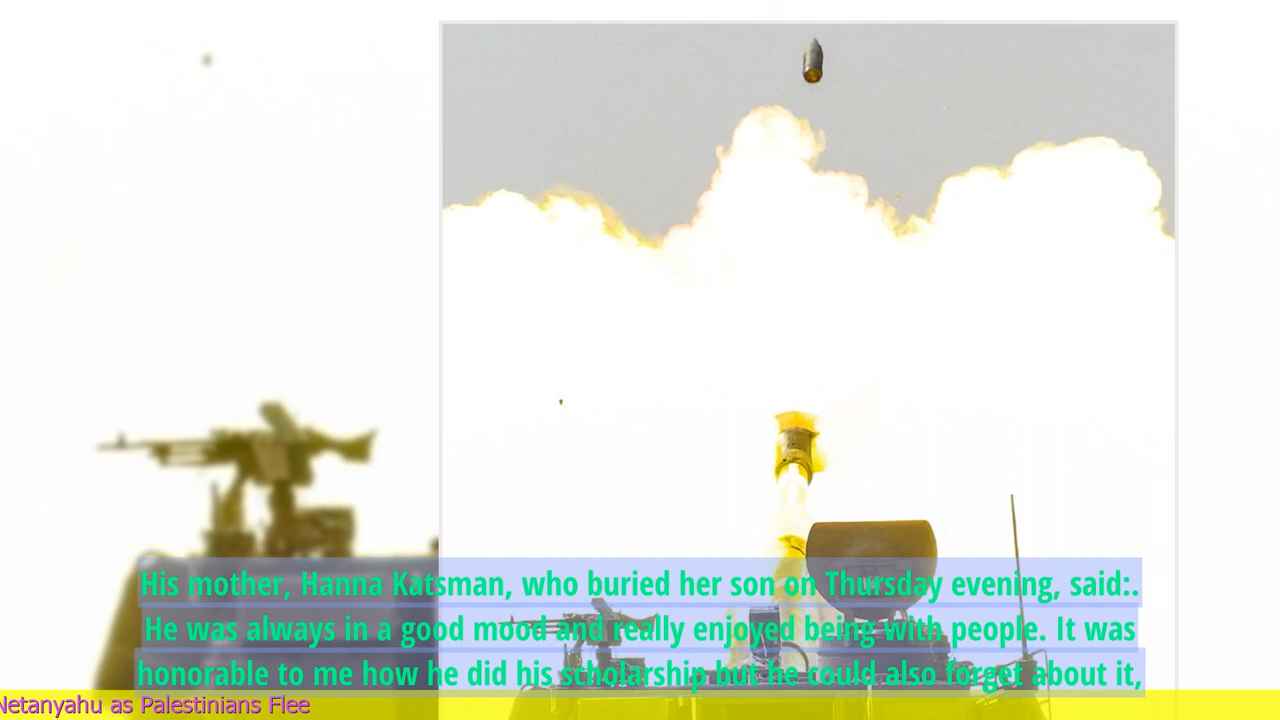 His mother, Hanna Katsman, who buried her son on Thursday evening, said:.
He was always in a good mood and really enjoyed being with people. It was
honorable to me how he did his scholarship but he could also forget about it,
Netanyahu as Palestinians Flee